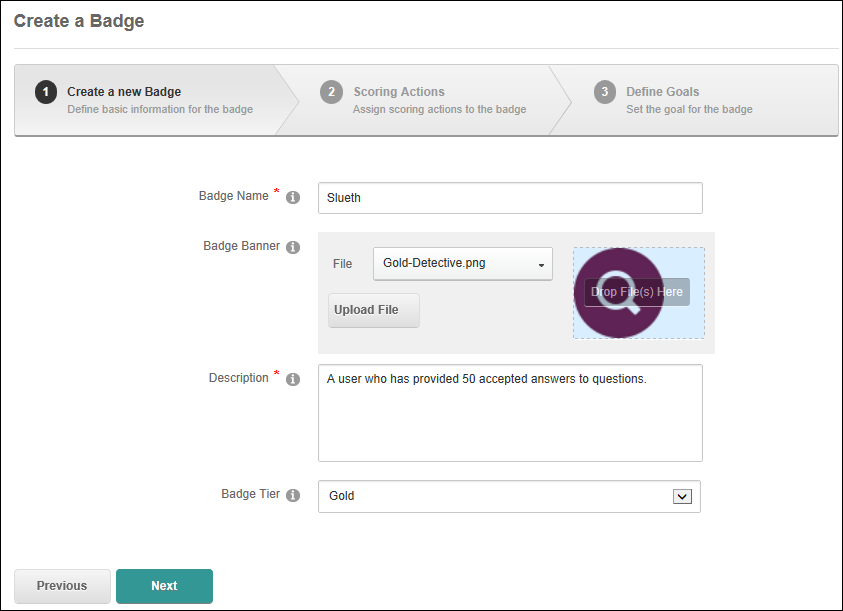 Create a Badge
1 Create a new Badge
Define basic information for the badge
2 Scoring Actions
Assign scoring actions to the badge
3 Define Goals
Set the goal for the badge
Badge Name *
Slueth
Badge Banner
File
Gold-Detective.png
Upload File
Drop File(s) Here
Description *
A user who has provided 50 accepted answers to questions.
Badge Tier
Gold
Previous
Next